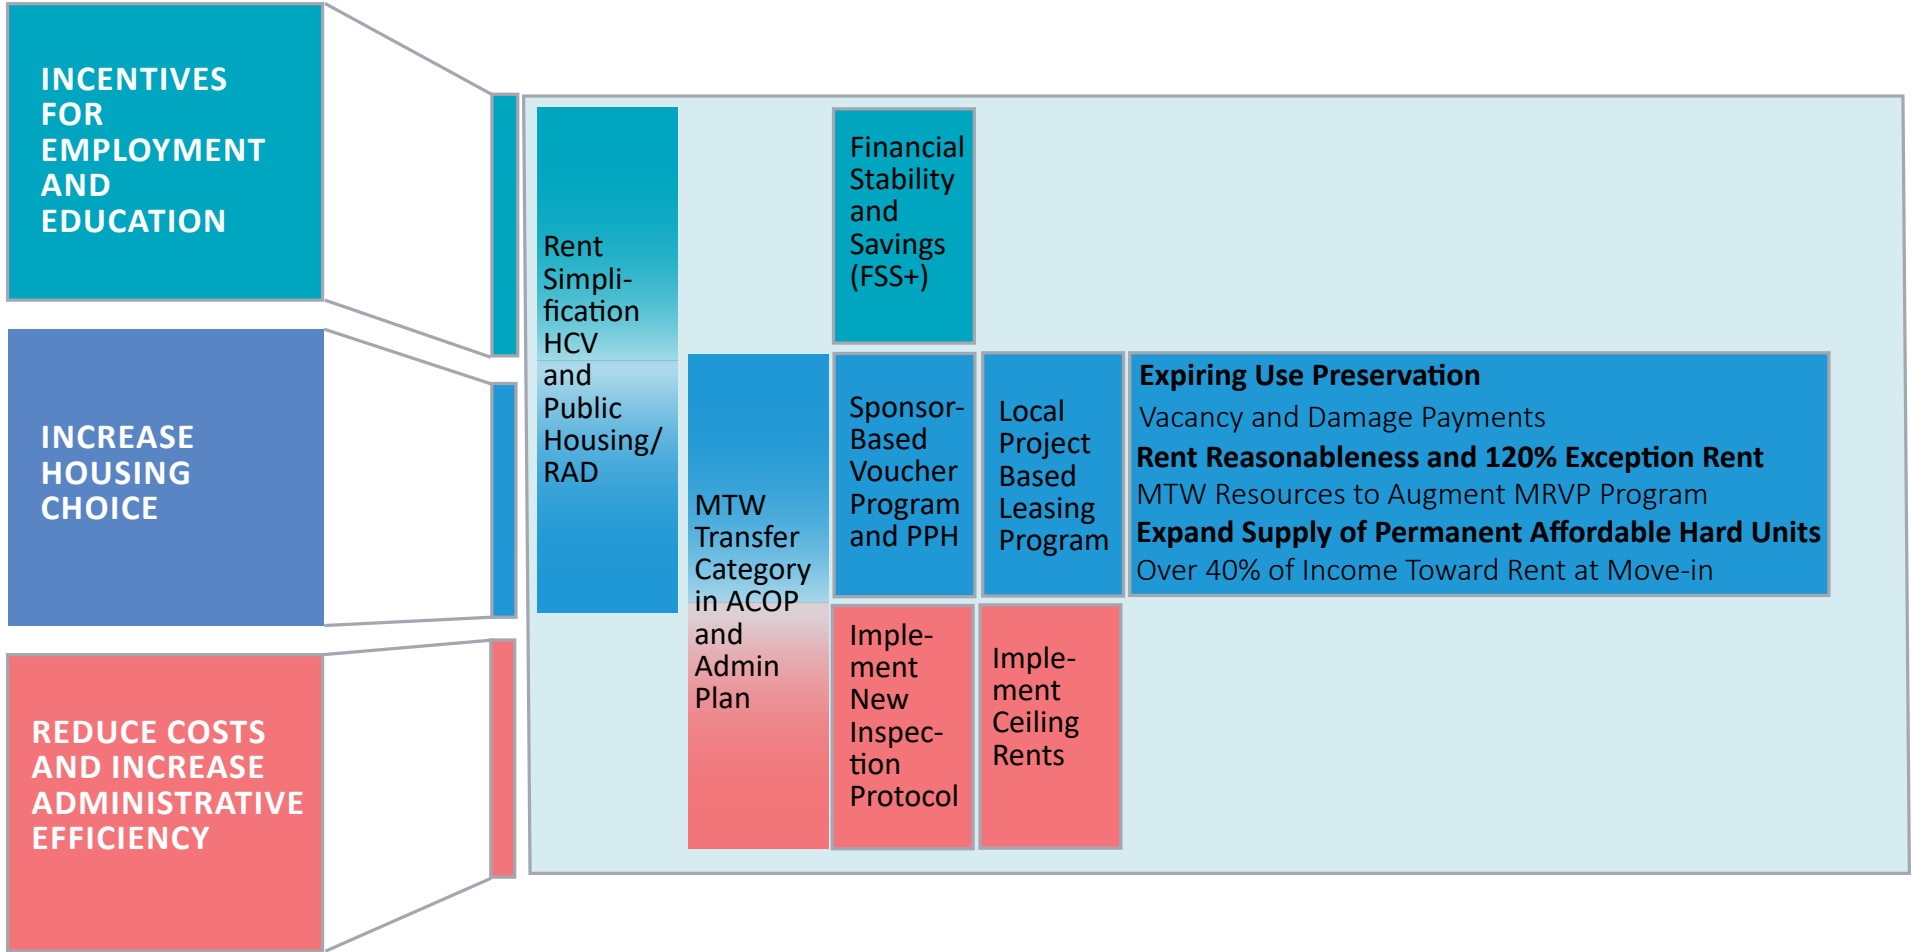 INCENTIVES
FOR
EMPLOYMENT
AND
EDUCATION
INCREASE
HOUSING
CHOICE
REDUCE COSTS
AND INCREASE
ADMINISTRATIVE
EFFICIENCY
Rent
Simpli-
fication
HCV
and
Public
Housing/
RAD
MTW
Transfer
Category
in ACOP
and
Admin
Plan
Financial
Stability
and
Savings
(FSS+)
Sponsor-
Based
Voucher
Program
and PPH
Imple-
ment
New
Inspec-
tion
Protocol
Local
Project
Based
Leasing
Program
Imple-
ment
Ceiling
Rents
Expiring Use Preservation
Vacancy and Damage Payments
Rent Reasonableness and 120% Exception Rent
MTW Resources to Augment MRVP Program
Expand Supply of Permanent Affordable Hard Units
Over 40% of Income Toward Rent at Move-in